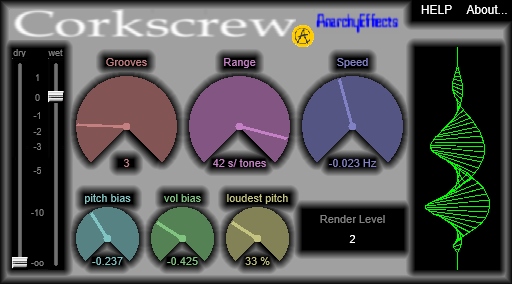 Corkscrew
AnarchyEffects
HELP About...
dry wet
1
0
-1
-2
-3
-5
-10
-oo
Grooves
3
Range
42 s/ tones
Speed
-0.023 Hz
pitch bias
-0.237
vol bias
-0.425
loudest pitch
33 %
Render Level
2